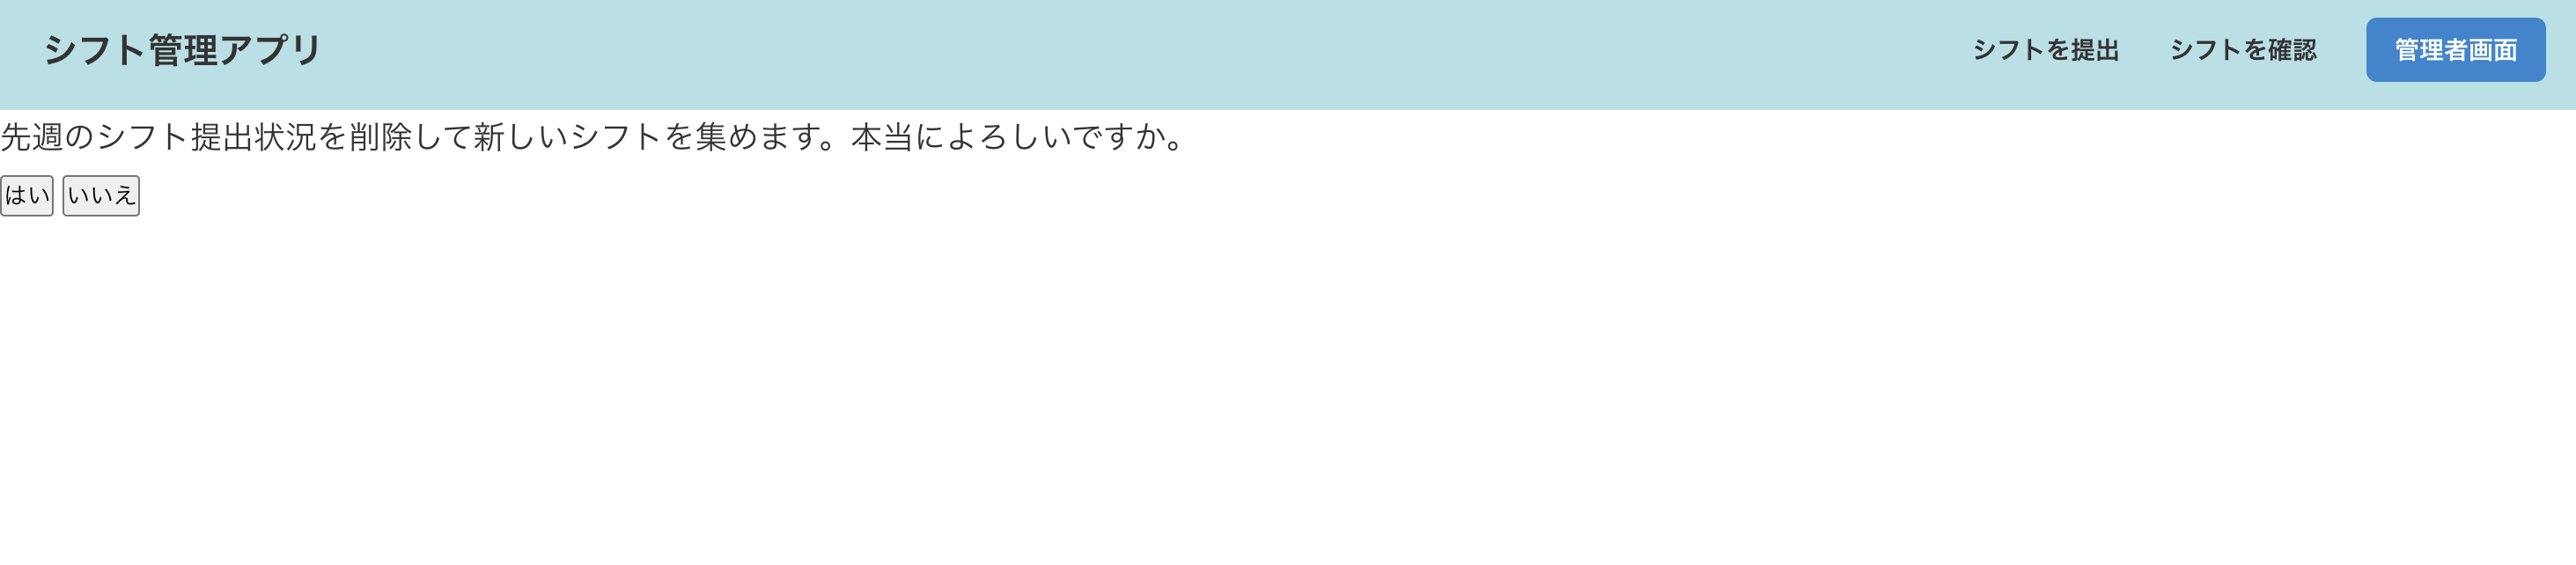 シフト管理アプリ シフトを提出 シフトを確認 管理者画面
先週のシフト提出状況を削除して新しいシフトを集めます。本当によろしいですか。
はい いいえ